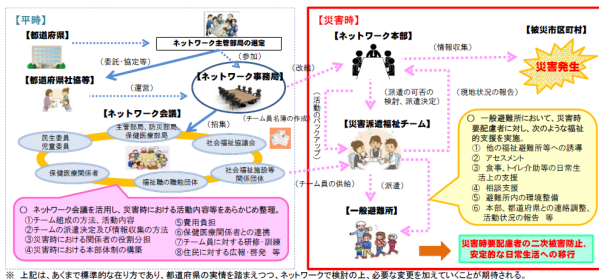 【平時】
【都道府県】
ネットワーク主管部局の選定
(委託・協定等)
(参加)
【都道府県社協等】
(運営)
【ネットワーク事務局】
(改組)
(チーム員名簿の作成)
【ネットワーク会議】
(招集)
主管部局、防災部局、
保健医療部局
民生委員
児童委員
社会福祉協議会
保健医療関係者
社会福祉施設等
関係団体
福祉職の職能団体
(チーム員の供給)
○ ネットワーク会議を活用し、災害時における活動内容等をあらかじめ整理。
①チーム組成の方法、活動内容
②チームの派遣決定及び情報収集の方法
③災害時における関係者の役割分担
④災害時における本部体制の構築
⑤費用負担
⑥保健医療関係者との連携
⑦チーム員に対する研修・訓練
⑧住民に対する広報・啓発 等
【災害時】
【ネットワーク本部】
(情報収集)
【被災市区町村】
災害発生
(派遣の可否の
検討、派遣決定)
(現地状況の報告)
(活動のバックアップ)
【災害派遣福祉チーム】
(派遣)
【一般避難所】
○ 一般避難所において、災害時
要配慮者に対し、次のような福祉
的支援を実施。
① 他の福祉避難所等への誘導
② アセスメント
③ 食事、トイレ介助等の日常生
活上の支援
④ 相談支援
⑤ 避難所内の環境整備
⑥ 本部、都道府県との連絡調整、
活動状況の報告 等
災害時要配慮者の二次被害防止、
安定的な日常生活への移行
※ 上記は、あくまで標準的な在り方であり、都道府県の実情を踏まえつつ、ネットワークで検討の上、必要な変更を加えていくことが期待される。